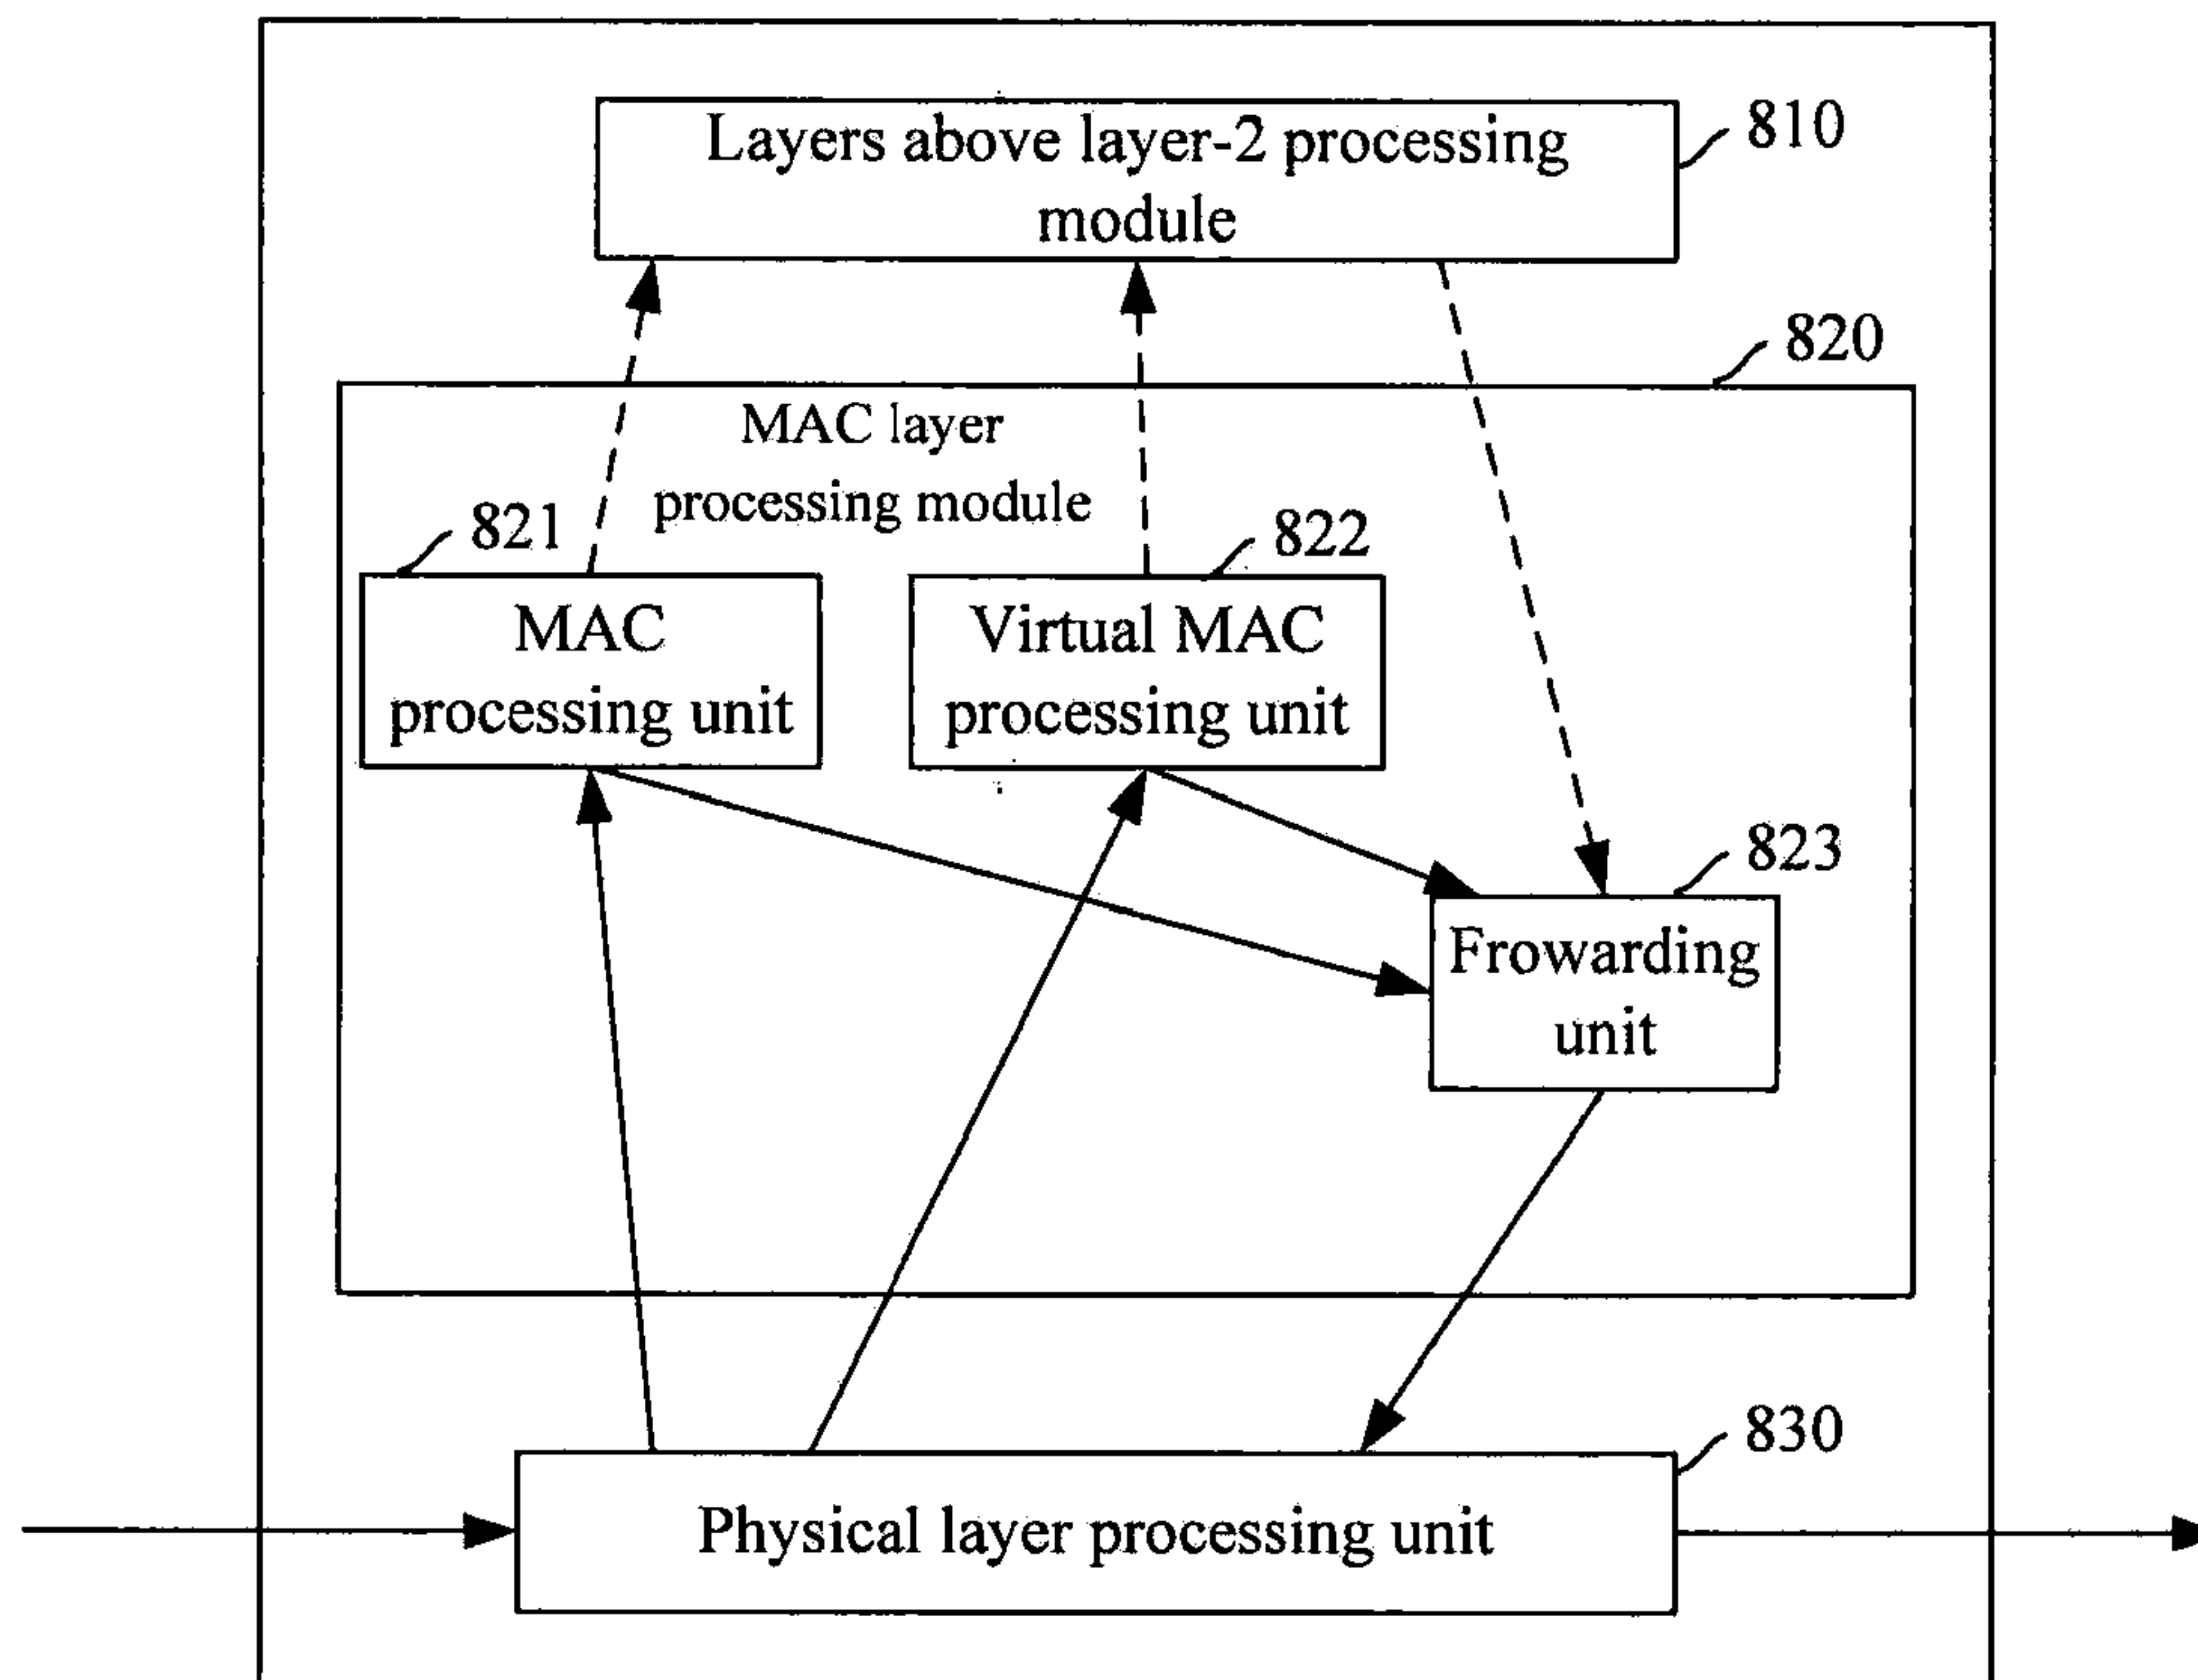 Layers above layer-2 processing
module
810
820
MAC layer
processing module
821
822
MAC
processing unit
Virtual MAC
processing unit
823
Frowarding
unit
830
Physical layer processing unit